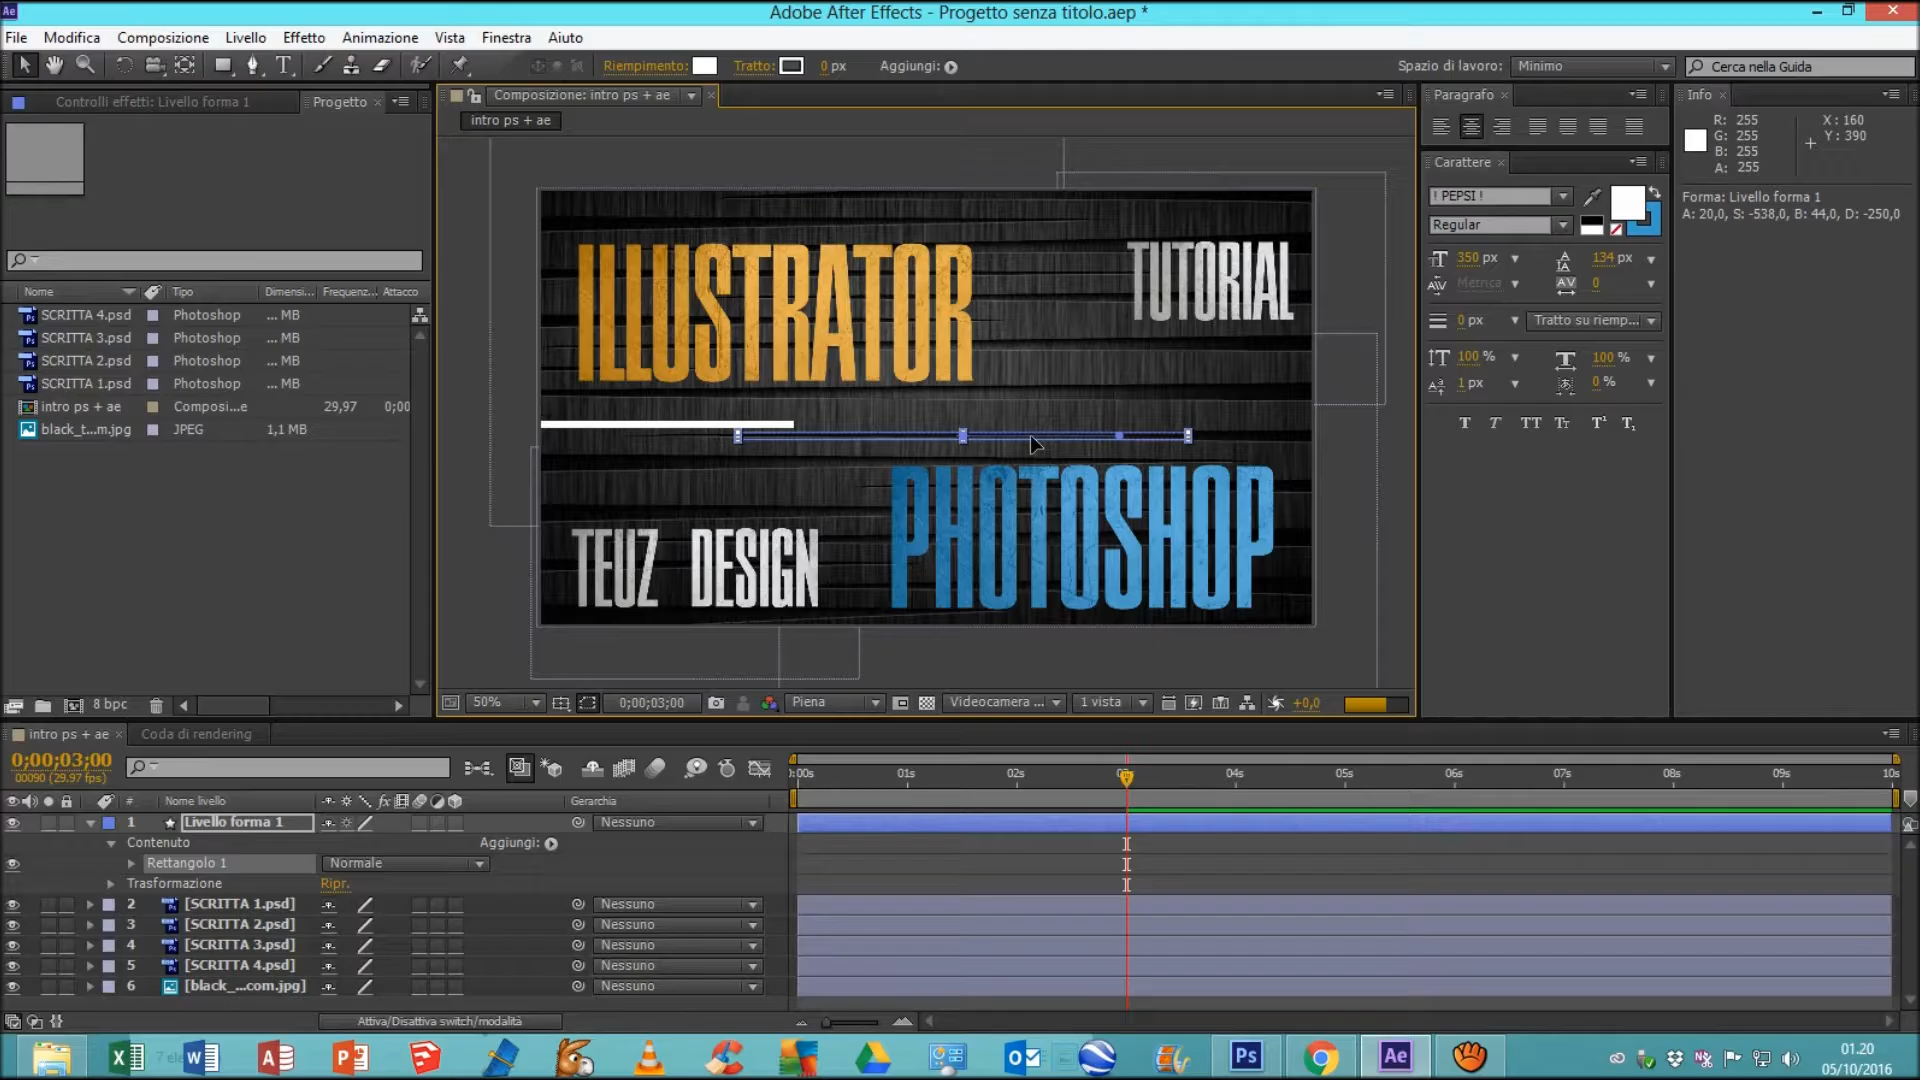 Adobe After Effects - Progetto senza titolo.aep *
File Modifica Composizione Livello Effetto Animazione Vista Finestra Aiuto
Riempimento: Tratto: 0 px Aggiungi: Spazio di lavoro: Minimo Cerca nella Guida
Controlli effetti: Livello forma 1 Progetto
Composizione: intro ps + ae
intro ps + ae
Paragrafo
Info
R: 255
G: 255
B: 255
A: 255
X : 160
Y : 390
Forma: Livello forma 1
A: 20,0, S: -538,0, B: 44,0, D: -250,0
Carattere
! PEPSI !
Regular
350 px 134 px
Metrica 0
0 px Tratto su riemp...
100 % 100 %
1 px 0 %
T T TT Tr T¹ T₁
Nome Tipo Dimensi... Frequenz... Attacco
SCRITTA 4.psd Photoshop ... MB
SCRITTA 3.psd Photoshop ... MB
SCRITTA 2.psd Photoshop ... MB
SCRITTA 1.psd Photoshop ... MB
intro ps + ae Composi...e 29,97 0;00
black_t...m.jpg JPEG 1,1 MB
8 bpc
ILLUSTRATOR
TUTORIAL
TEUZ DESIGN
PHOTOSHOP
50% 0;00;03;00 Piena Videocamera ... 1 vista +0,0
intro ps + ae Coda di rendering
0;00;03;00
00090 (29,97 fps)
):00s 01s 02s 04s 05s 06s 07s 08s 09s 10s
# Nome livello fx Gerarchia
1 Livello forma 1 Nessuno
Contenuto Aggiungi:
Rettangolo 1 Normale
Trasformazione Ripr.
2 [SCRITTA 1.psd] Nessuno
3 [SCRITTA 2.psd] Nessuno
4 [SCRITTA 3.psd] Nessuno
5 [SCRITTA 4.psd] Nessuno
6 [black_...com.jpg] Nessuno
Attiva/Disattiva switch/modalità
Ps Ae
01.20
05/10/2016